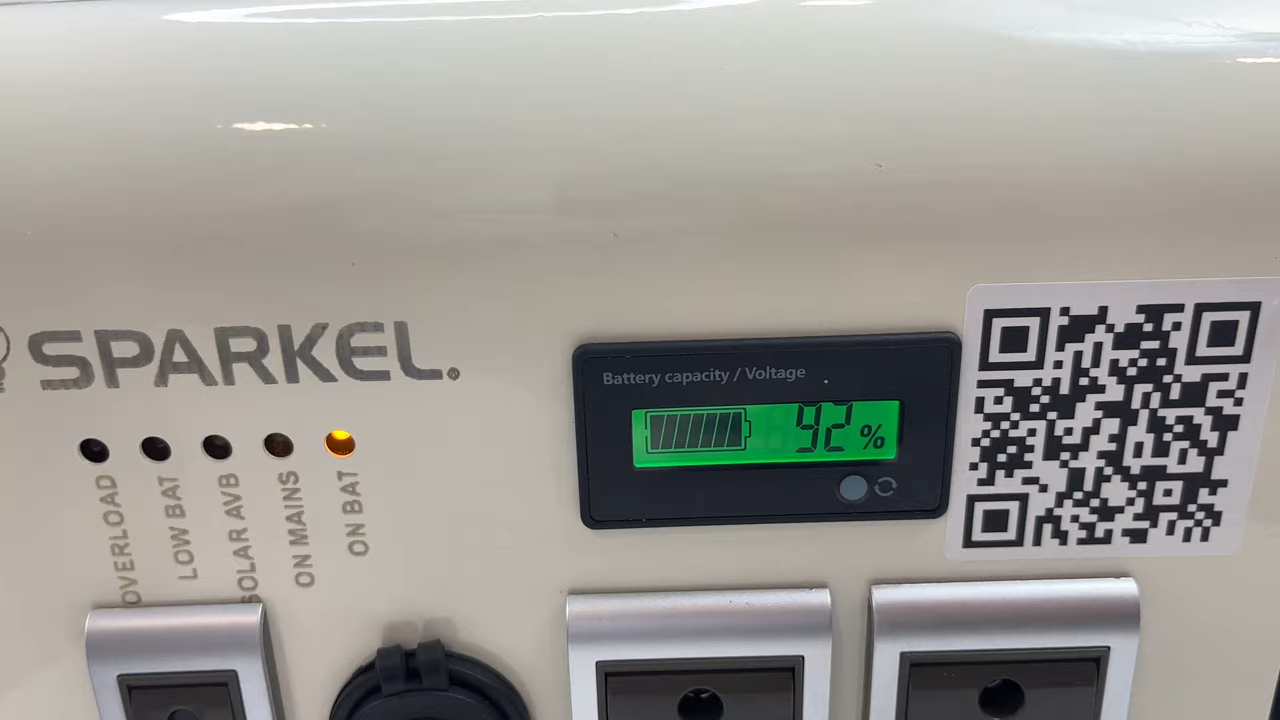 SPARKEL®
Battery capacity / Voltage
92 %
OVERLOAD
LOW BAT
SOLAR AVB
ON MAINS
ON BAT